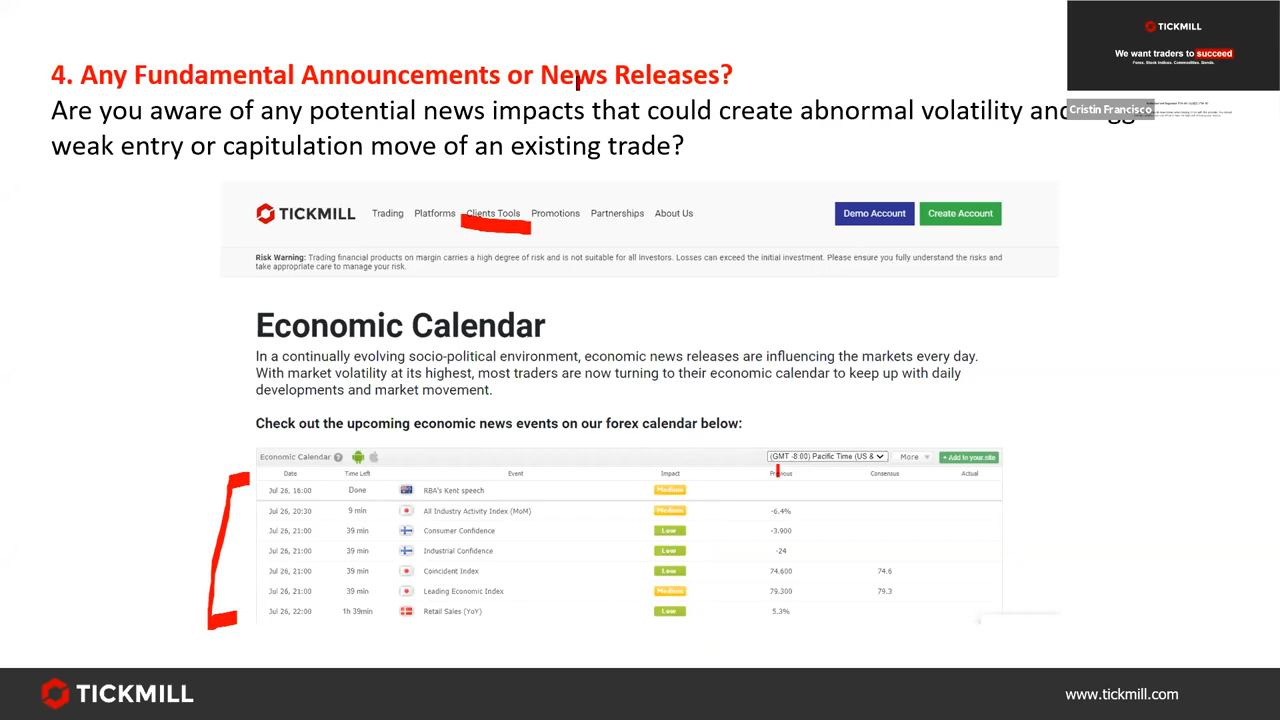 TICKMILL
We want traders to succeed
Forex. Stock Indices. Commodities. Bonds.
4. Any Fundamental Announcements or News Releases?
Cristin Francisco
Are you aware of any potential news impacts that could create abnormal volatility and
weak entry or capitulation move of an existing trade?
TICKMILL Trading Platforms Clients Tools Promotions Partnerships About Us Demo Account Create Account
Risk Warning: Trading financial products on margin carries a high degree of risk and is not suitable for all investors. Losses can exceed the initial investment. Please ensure you fully understand the risks and
take appropriate care to manage your risk.
Economic Calendar
In a continually evolving socio-political environment, economic news releases are influencing the markets every day.
With market volatility at its highest, most traders are now turning to their economic calendar to keep up with daily
developments and market movement.
Check out the upcoming economic news events on our forex calendar below:
Economic Calendar (GMT -8:00) Pacific Time (US & More + Add to your site
Date Time Left Event Impact Previous Consensus Actual
Jul 26, 16:00 Done RBA's Kent speech Medium
Jul 26, 20:30 9 min All Industry Activity Index (MoM) Medium -6.4%
Jul 26, 21:00 39 min Consumer Confidence Low -3.900
Jul 26, 21:00 39 min Industrial Confidence Low -24
Jul 26, 21:00 39 min Coincident Index Low 74.600 74.6
Jul 26, 21:00 39 min Leading Economic Index Medium 79.300 79.3
Jul 26, 22:00 1h 39min Retail Sales (YoY) Low 5.3%
TICKMILL
www.tickmill.com